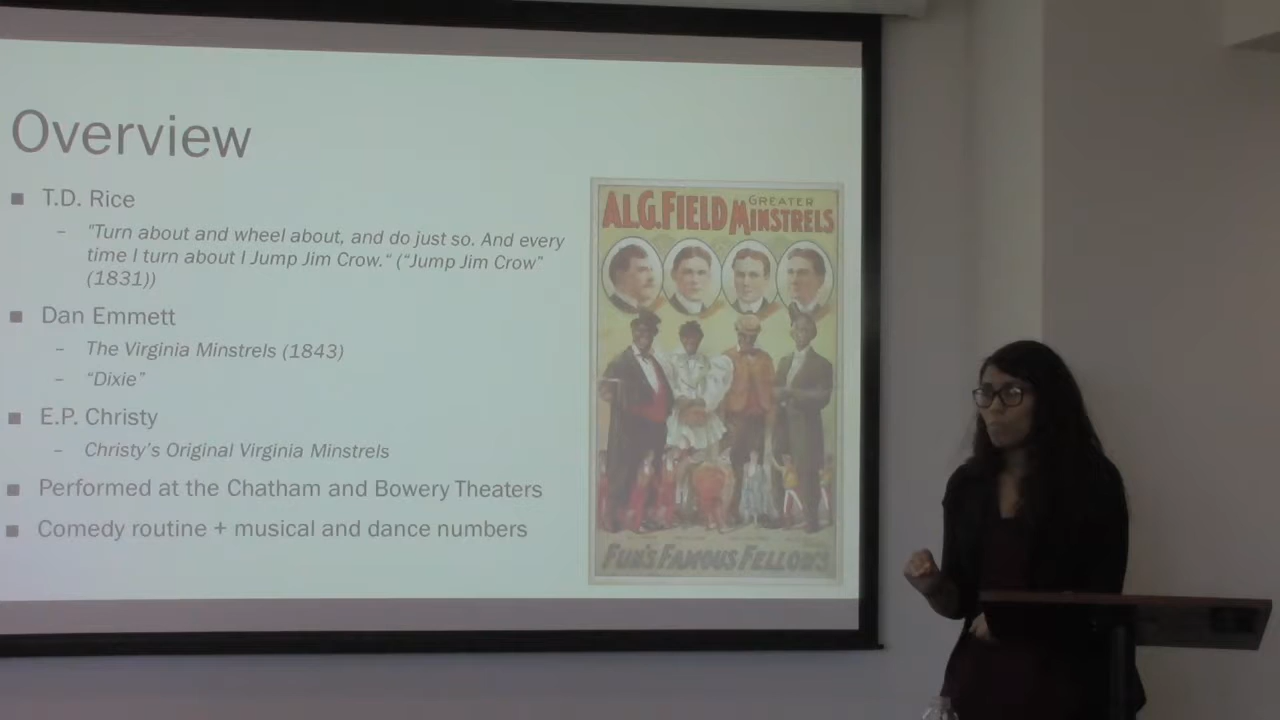 Overview
■ T.D. Rice
– "Turn about and wheel about, and do just so. And every
time I turn about I Jump Jim Crow." ("Jump Jim Crow"
(1831))
■ Dan Emmett
– The Virginia Minstrels (1843)
– "Dixie"
■ E.P. Christy
– Christy's Original Virginia Minstrels
■ Performed at the Chatham and Bowery Theaters
■ Comedy routine + musical and dance numbers
AL.G. FIELD GREATER MINSTRELS
FUN'S FAMOUS FELLOWS